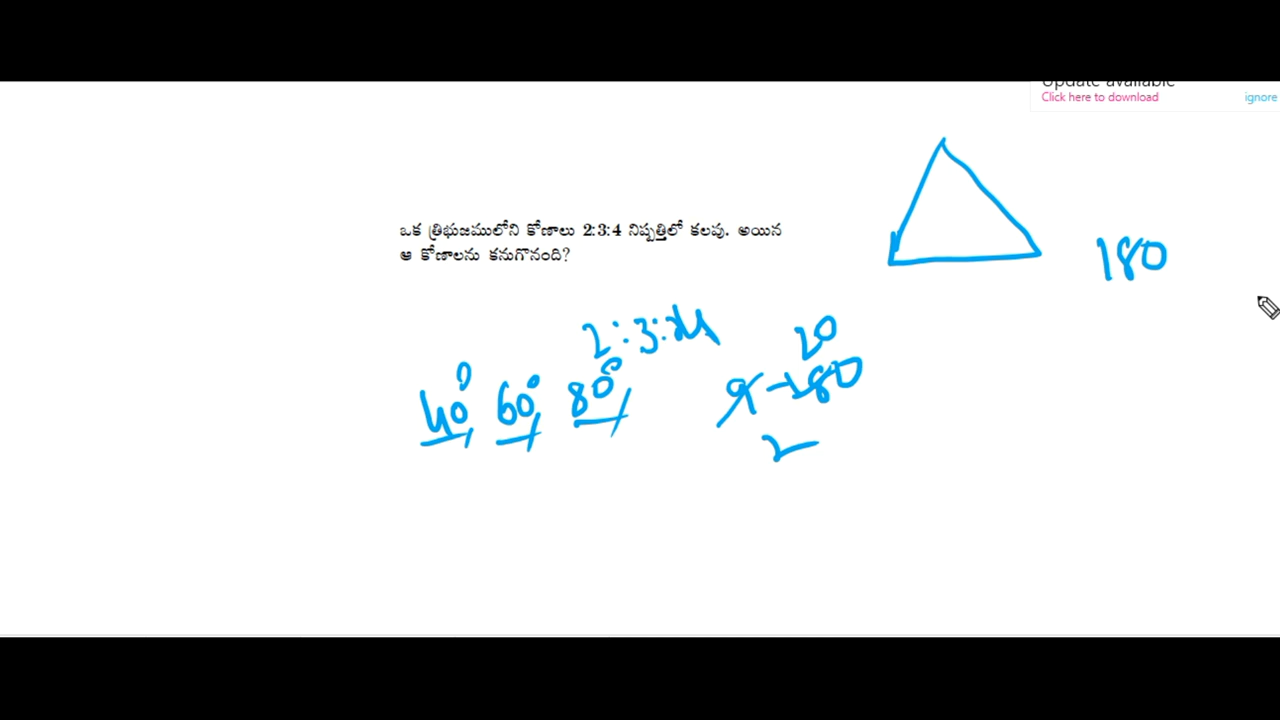 Update available
Click here to download ignore
ఒక త్రిభుజములోని కోణాలు 2:3:4 నిష్పత్తిలో కలవు. అయిన
ఆ కోణాలను కనుగొనంది?
180
2:3:4
20
40° 60° 80°
9-180
2